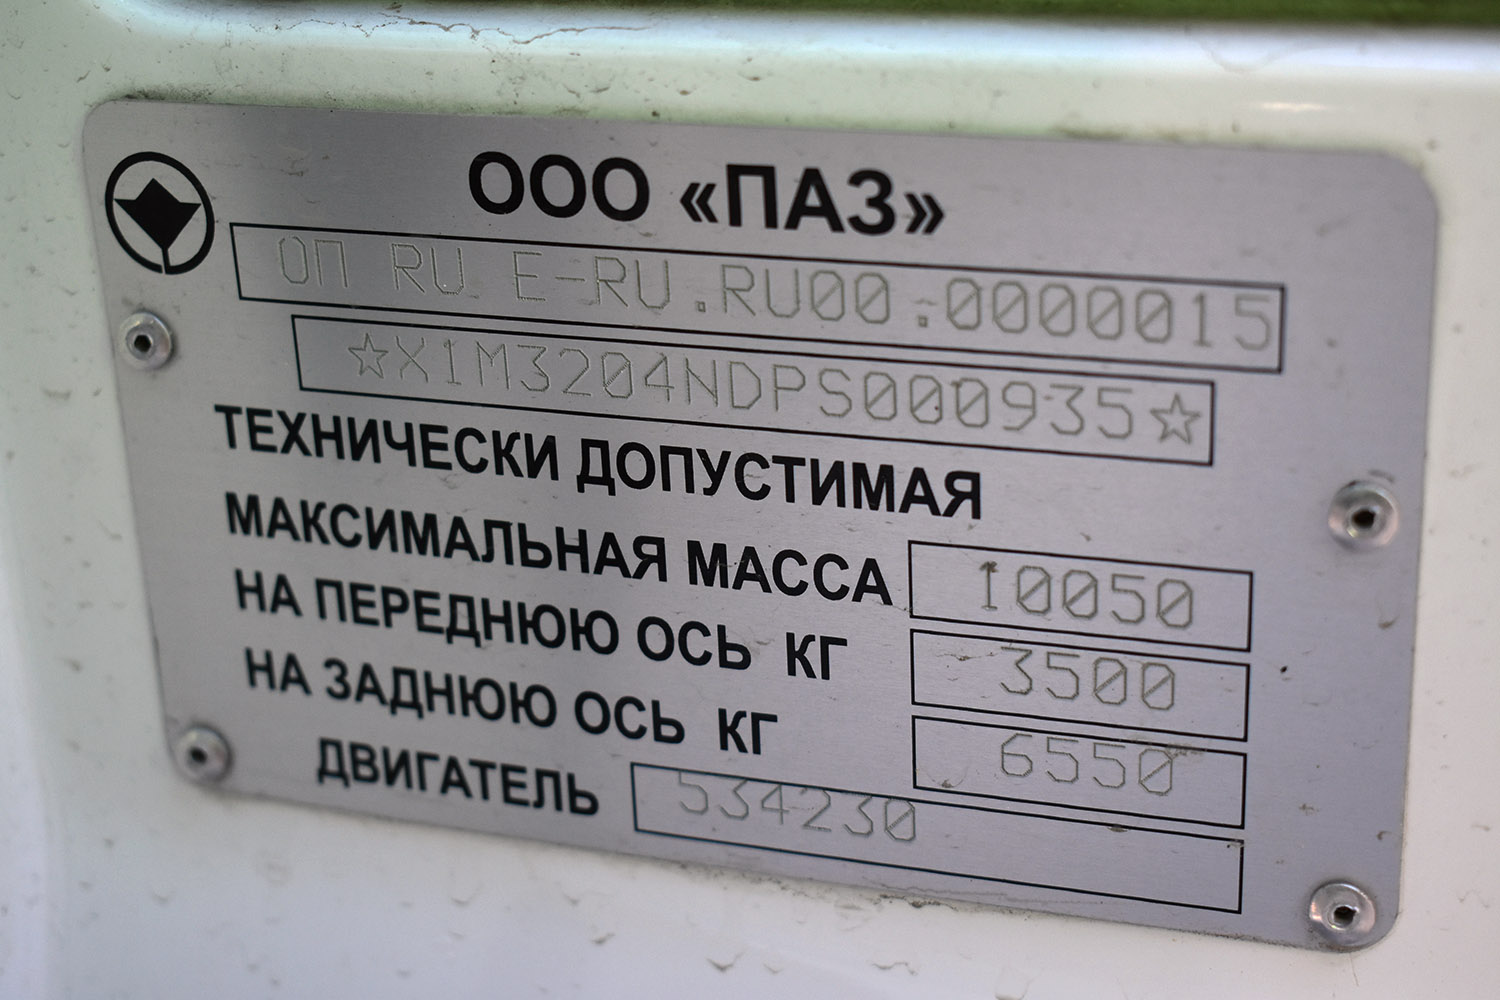 ООО «ПАЗ»
ОП RU E-RU.RU00.0000015
☆X1M3204NDPS000935☆
ТЕХНИЧЕСКИ ДОПУСТИМАЯ
МАКСИМАЛЬНАЯ МАССА 10050
НА ПЕРЕДНЮЮ ОСЬ КГ 3500
НА ЗАДНЮЮ ОСЬ КГ 6550
ДВИГАТЕЛЬ 534230